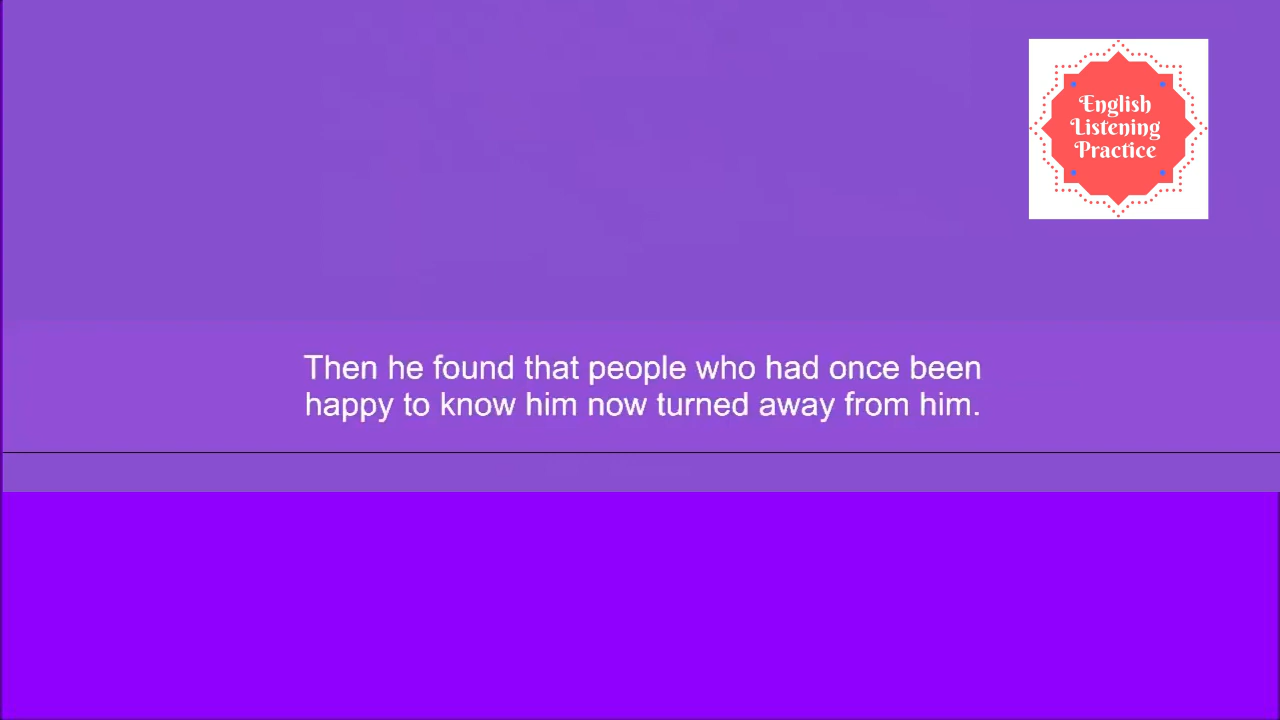 English
Listening
Practice
Then he found that people who had once been
happy to know him now turned away from him.